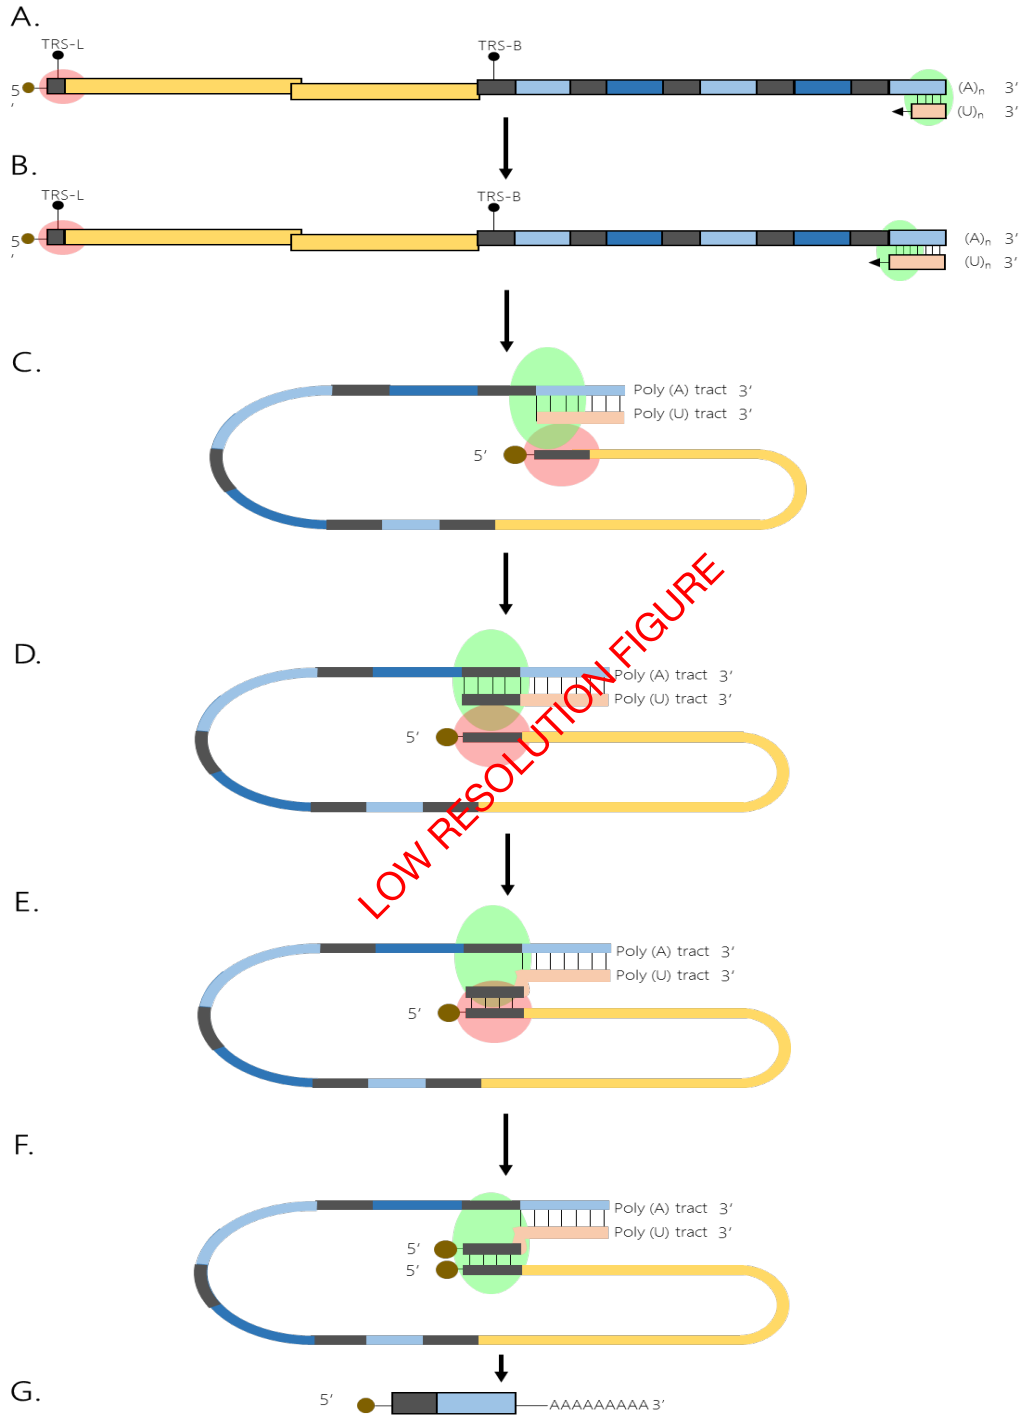 A.
TRS-L
TRS-B
5'
(A)n 3'
(U)n 3'
B.
TRS-L
TRS-B
5'
(A)n 3'
(U)n 3'
C.
Poly (A) tract 3'
Poly (U) tract 3'
5'
D.
Poly (A) tract 3'
Poly (U) tract 3'
5'
LOW RESOLUTION FIGURE
E.
Poly (A) tract 3'
Poly (U) tract 3'
5'
F.
Poly (A) tract 3'
Poly (U) tract 3'
5'
5'
G.
5' AAAAAAAAA 3'